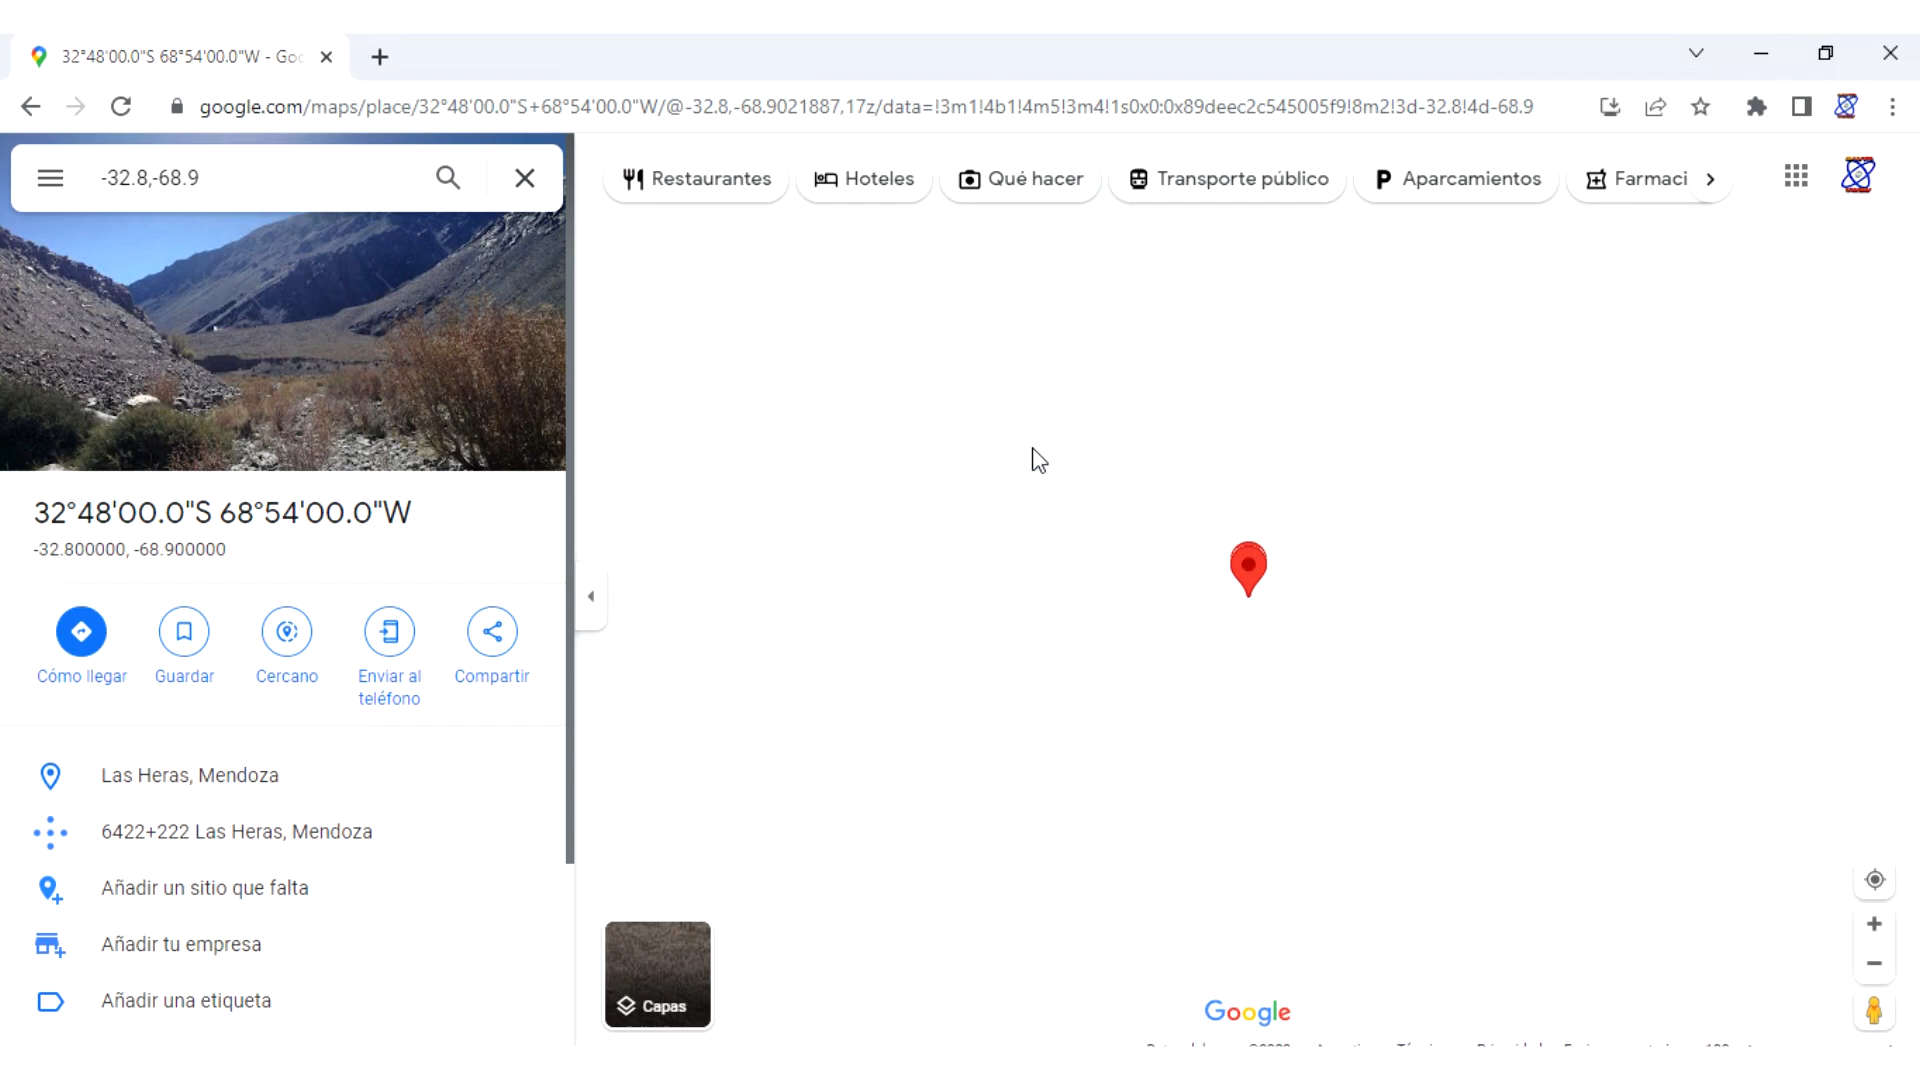 32°48'00.0"S 68°54'00.0"W - Goo
google.com/maps/place/32°48'00.0"S+68°54'00.0"W/@-32.8,-68.9021887,17z/data=!3m1!4b1!4m5!3m4!1s0x0:0x89deec2c545005f9!8m2!3d-32.8!4d-68.9
-32.8,-68.9
Restaurantes
Hoteles
Qué hacer
Transporte público
Aparcamientos
Farmaci
32°48'00.0"S 68°54'00.0"W
-32.800000, -68.900000
Cómo llegar
Guardar
Cercano
Enviar al
teléfono
Compartir
Las Heras, Mendoza
6422+222 Las Heras, Mendoza
Añadir un sitio que falta
Añadir tu empresa
Añadir una etiqueta
Capas
Google